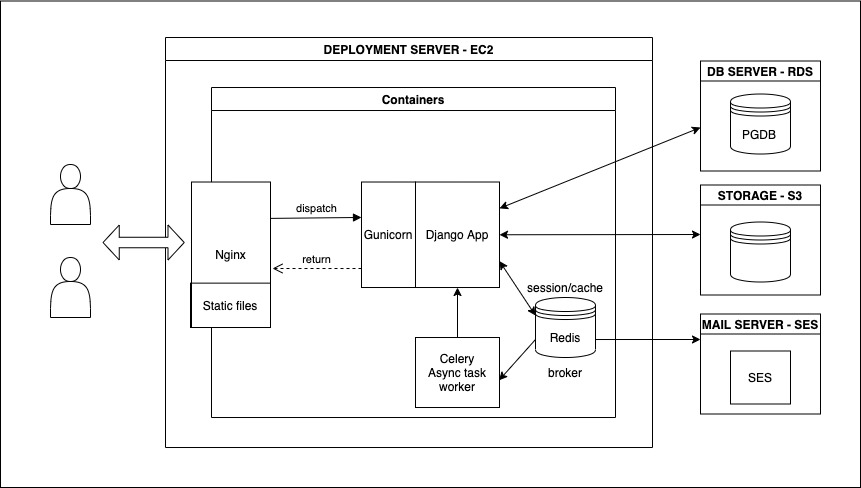 DEPLOYMENT SERVER - EC2
Containers
Nginx
Static files
dispatch
return
Gunicorn
Django App
session/cache
Redis
broker
Celery
Async task
worker
DB SERVER - RDS
PGDB
STORAGE - S3
MAIL SERVER - SES
SES